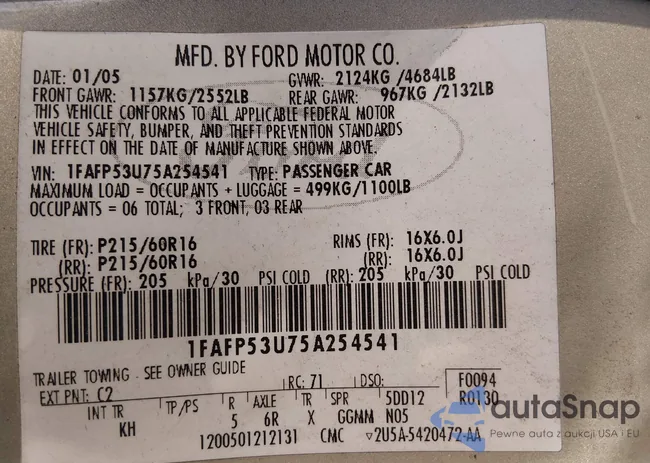 MFD. BY FORD MOTOR CO.
DATE: 01/05 GVWR: 2124KG /4684LB
FRONT GAWR: 1157KG/2552LB REAR GAWR: 967KG /2132LB
THIS VEHICLE CONFORMS TO ALL APPLICABLE FEDERAL MOTOR
VEHICLE SAFETY, BUMPER, AND THEFT PREVENTION STANDARDS
IN EFFECT ON THE DATE OF MANUFACTURE SHOWN ABOVE.
VIN: 1FAFP53U75A254541 TYPE: PASSENGER CAR
MAXIMUM LOAD = OCCUPANTS + LUGGAGE = 499KG/1100LB
OCCUPANTS = 06 TOTAL; 3 FRONT, 03 REAR
TIRE (FR): P215/60R16 RIMS (FR): 16X6.0J
(RR): P215/60R16 (RR): 16X6.0J
PRESSURE (FR): 205 kPa/30 PSI COLD (RR): 205 kPa/30 PSI COLD
1FAFP53U75A254541
TRAILER TOWING - SEE OWNER GUIDE
EXT PNT: C2 RC: 71 DSO: F0094
INT TR TP/PS R AXLE TR SPR 5DD12 R0130
KH 5 6R X GGMM N05
1200501212131 CMC ▽2U5A-5420472-AA
autaSnap
Pewne auta z aukcji USA i EU